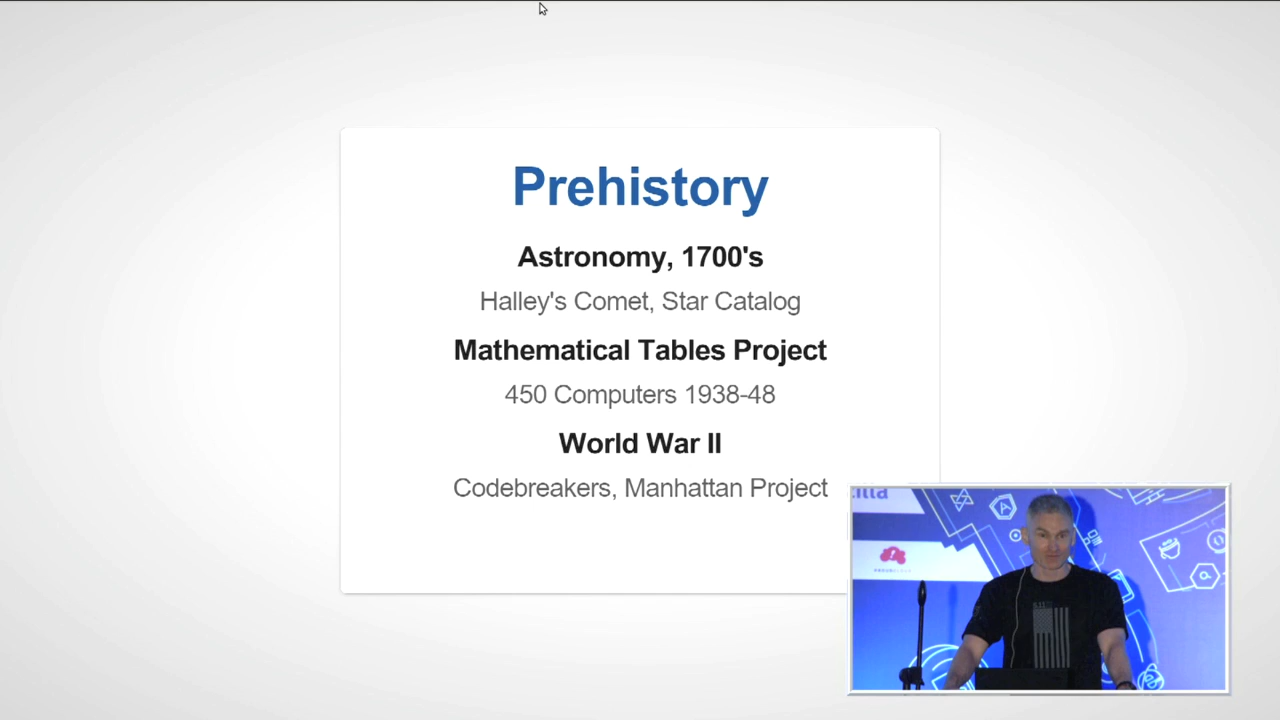 Prehistory
Astronomy, 1700's
Halley's Comet, Star Catalog
Mathematical Tables Project
450 Computers 1938-48
World War II
Codebreakers, Manhattan Project
illa